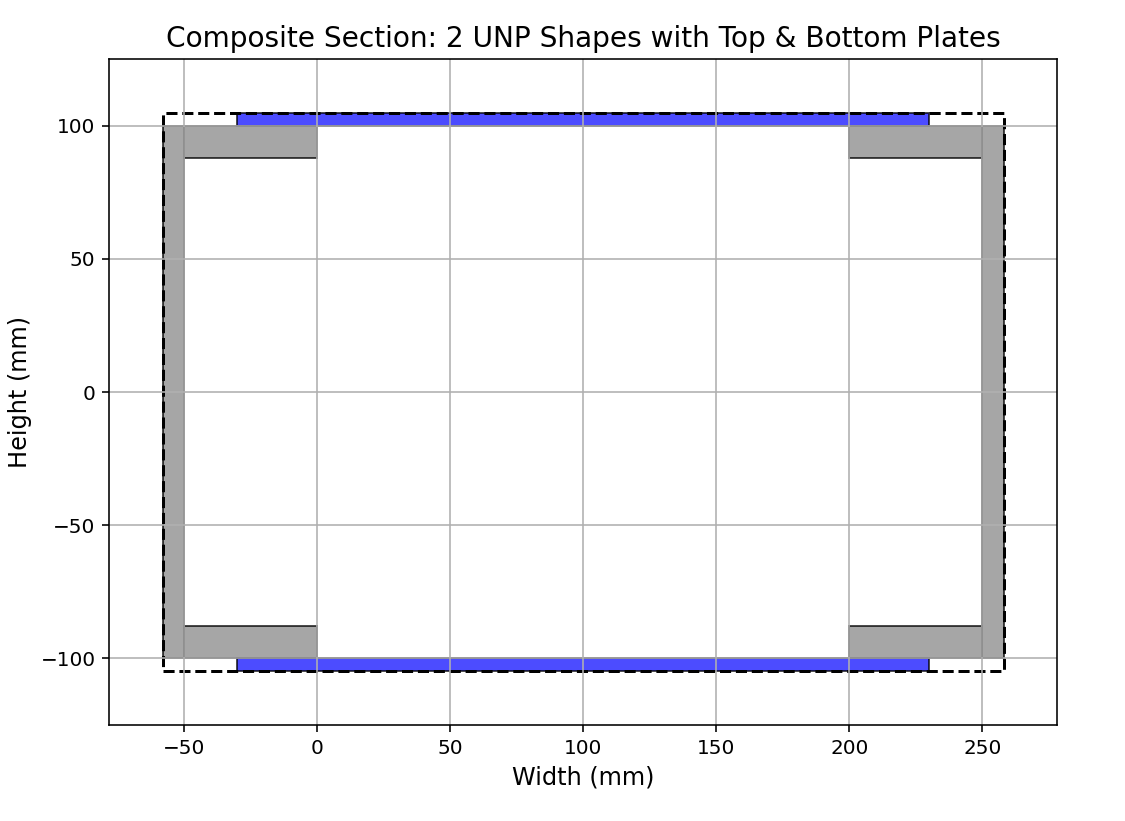 Composite Section: 2 UNP Shapes with Top & Bottom Plates
Height (mm)
100
50
0
−50
−100
−50 0 50 100 150 200 250
Width (mm)